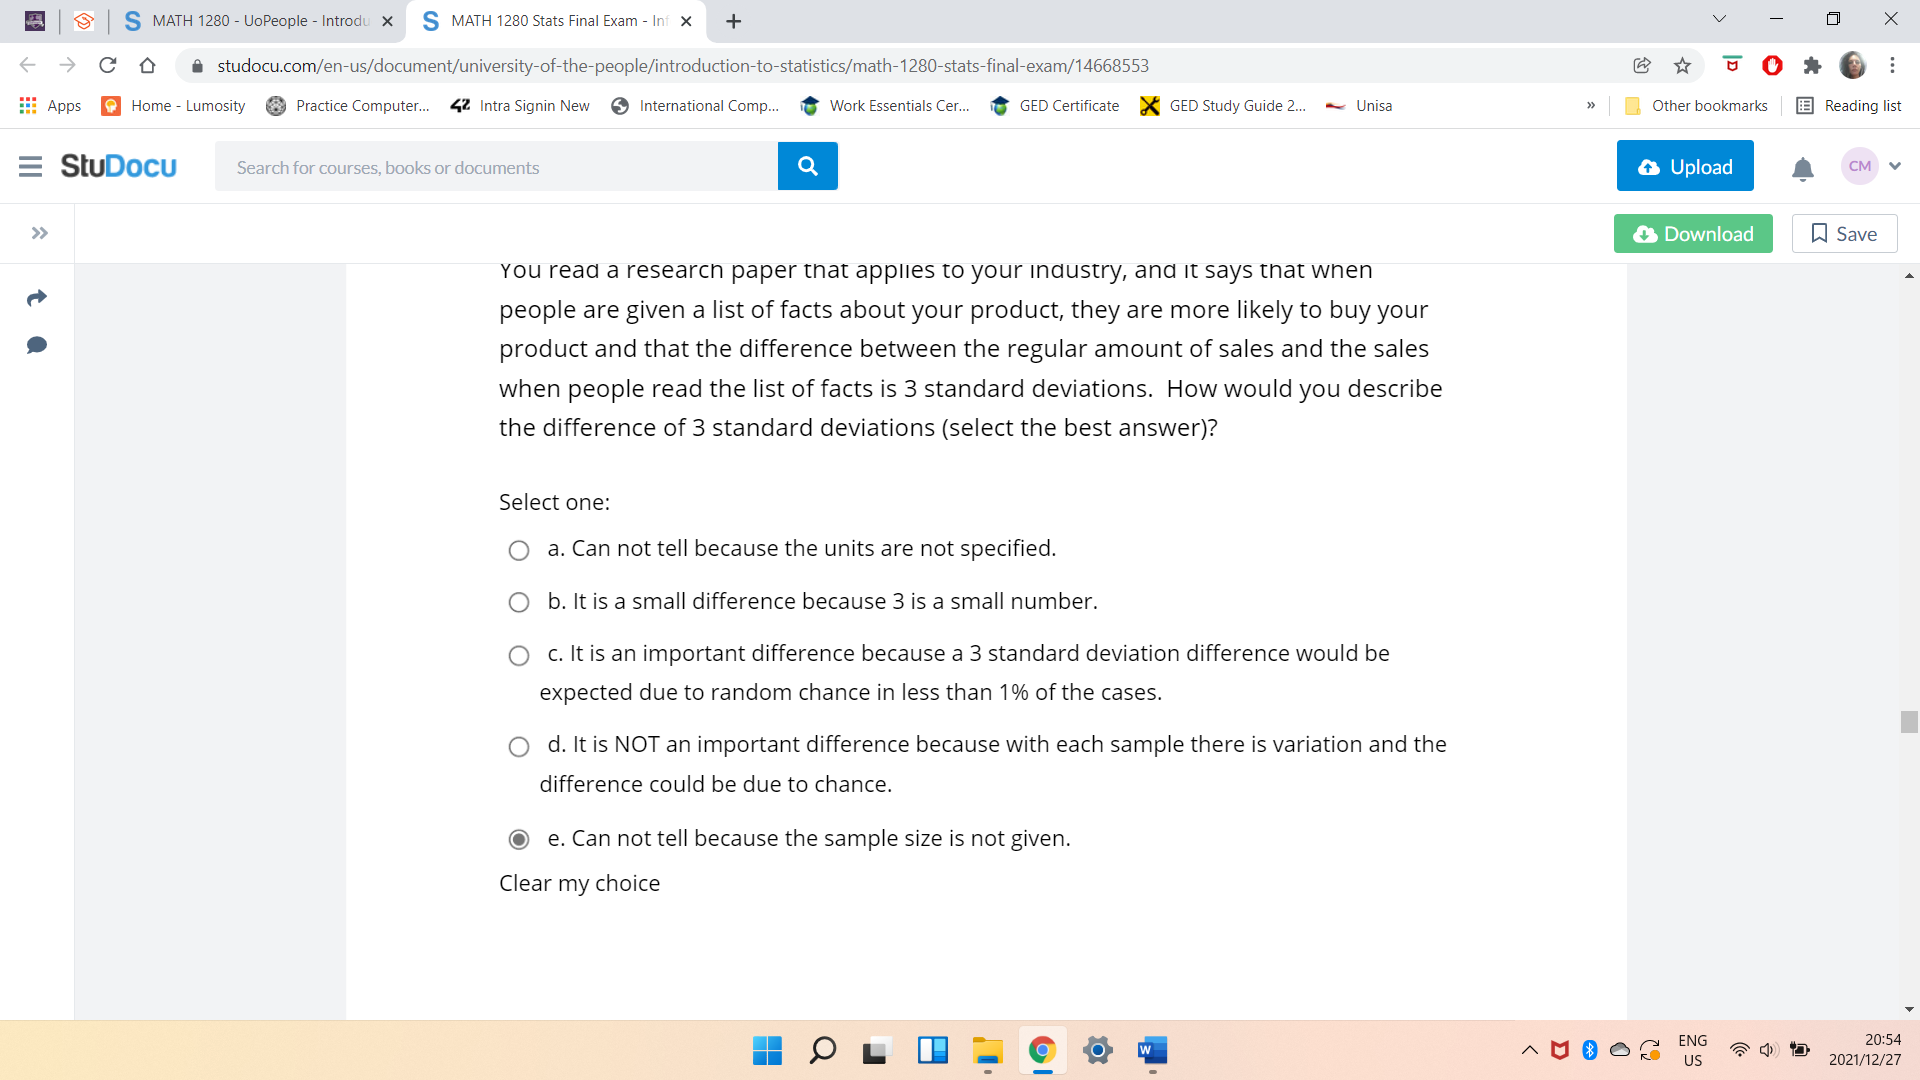 MATH 1280 - UoPeople - Introdu
MATH 1280 Stats Final Exam - Inf
studocu.com/en-us/document/university-of-the-people/introduction-to-statistics/math-1280-stats-final-exam/14668553
Apps
Home - Lumosity
Practice Computer...
Intra Signin New
International Comp...
Work Essentials Cer...
GED Certificate
GED Study Guide 2...
Unisa
»
Other bookmarks
Reading list
StuDocu
Search for courses, books or documents
Upload
CM
Download
Save
You read a research paper that applies to your industry, and it says that when
people are given a list of facts about your product, they are more likely to buy your
product and that the difference between the regular amount of sales and the sales
when people read the list of facts is 3 standard deviations.  How would you describe
the difference of 3 standard deviations (select the best answer)?
Select one:
a. Can not tell because the units are not specified.
b. It is a small difference because 3 is a small number.
c. It is an important difference because a 3 standard deviation difference would be
expected due to random chance in less than 1% of the cases.
d. It is NOT an important difference because with each sample there is variation and the
difference could be due to chance.
e. Can not tell because the sample size is not given.
Clear my choice
ENG
US
20:54
2021/12/27